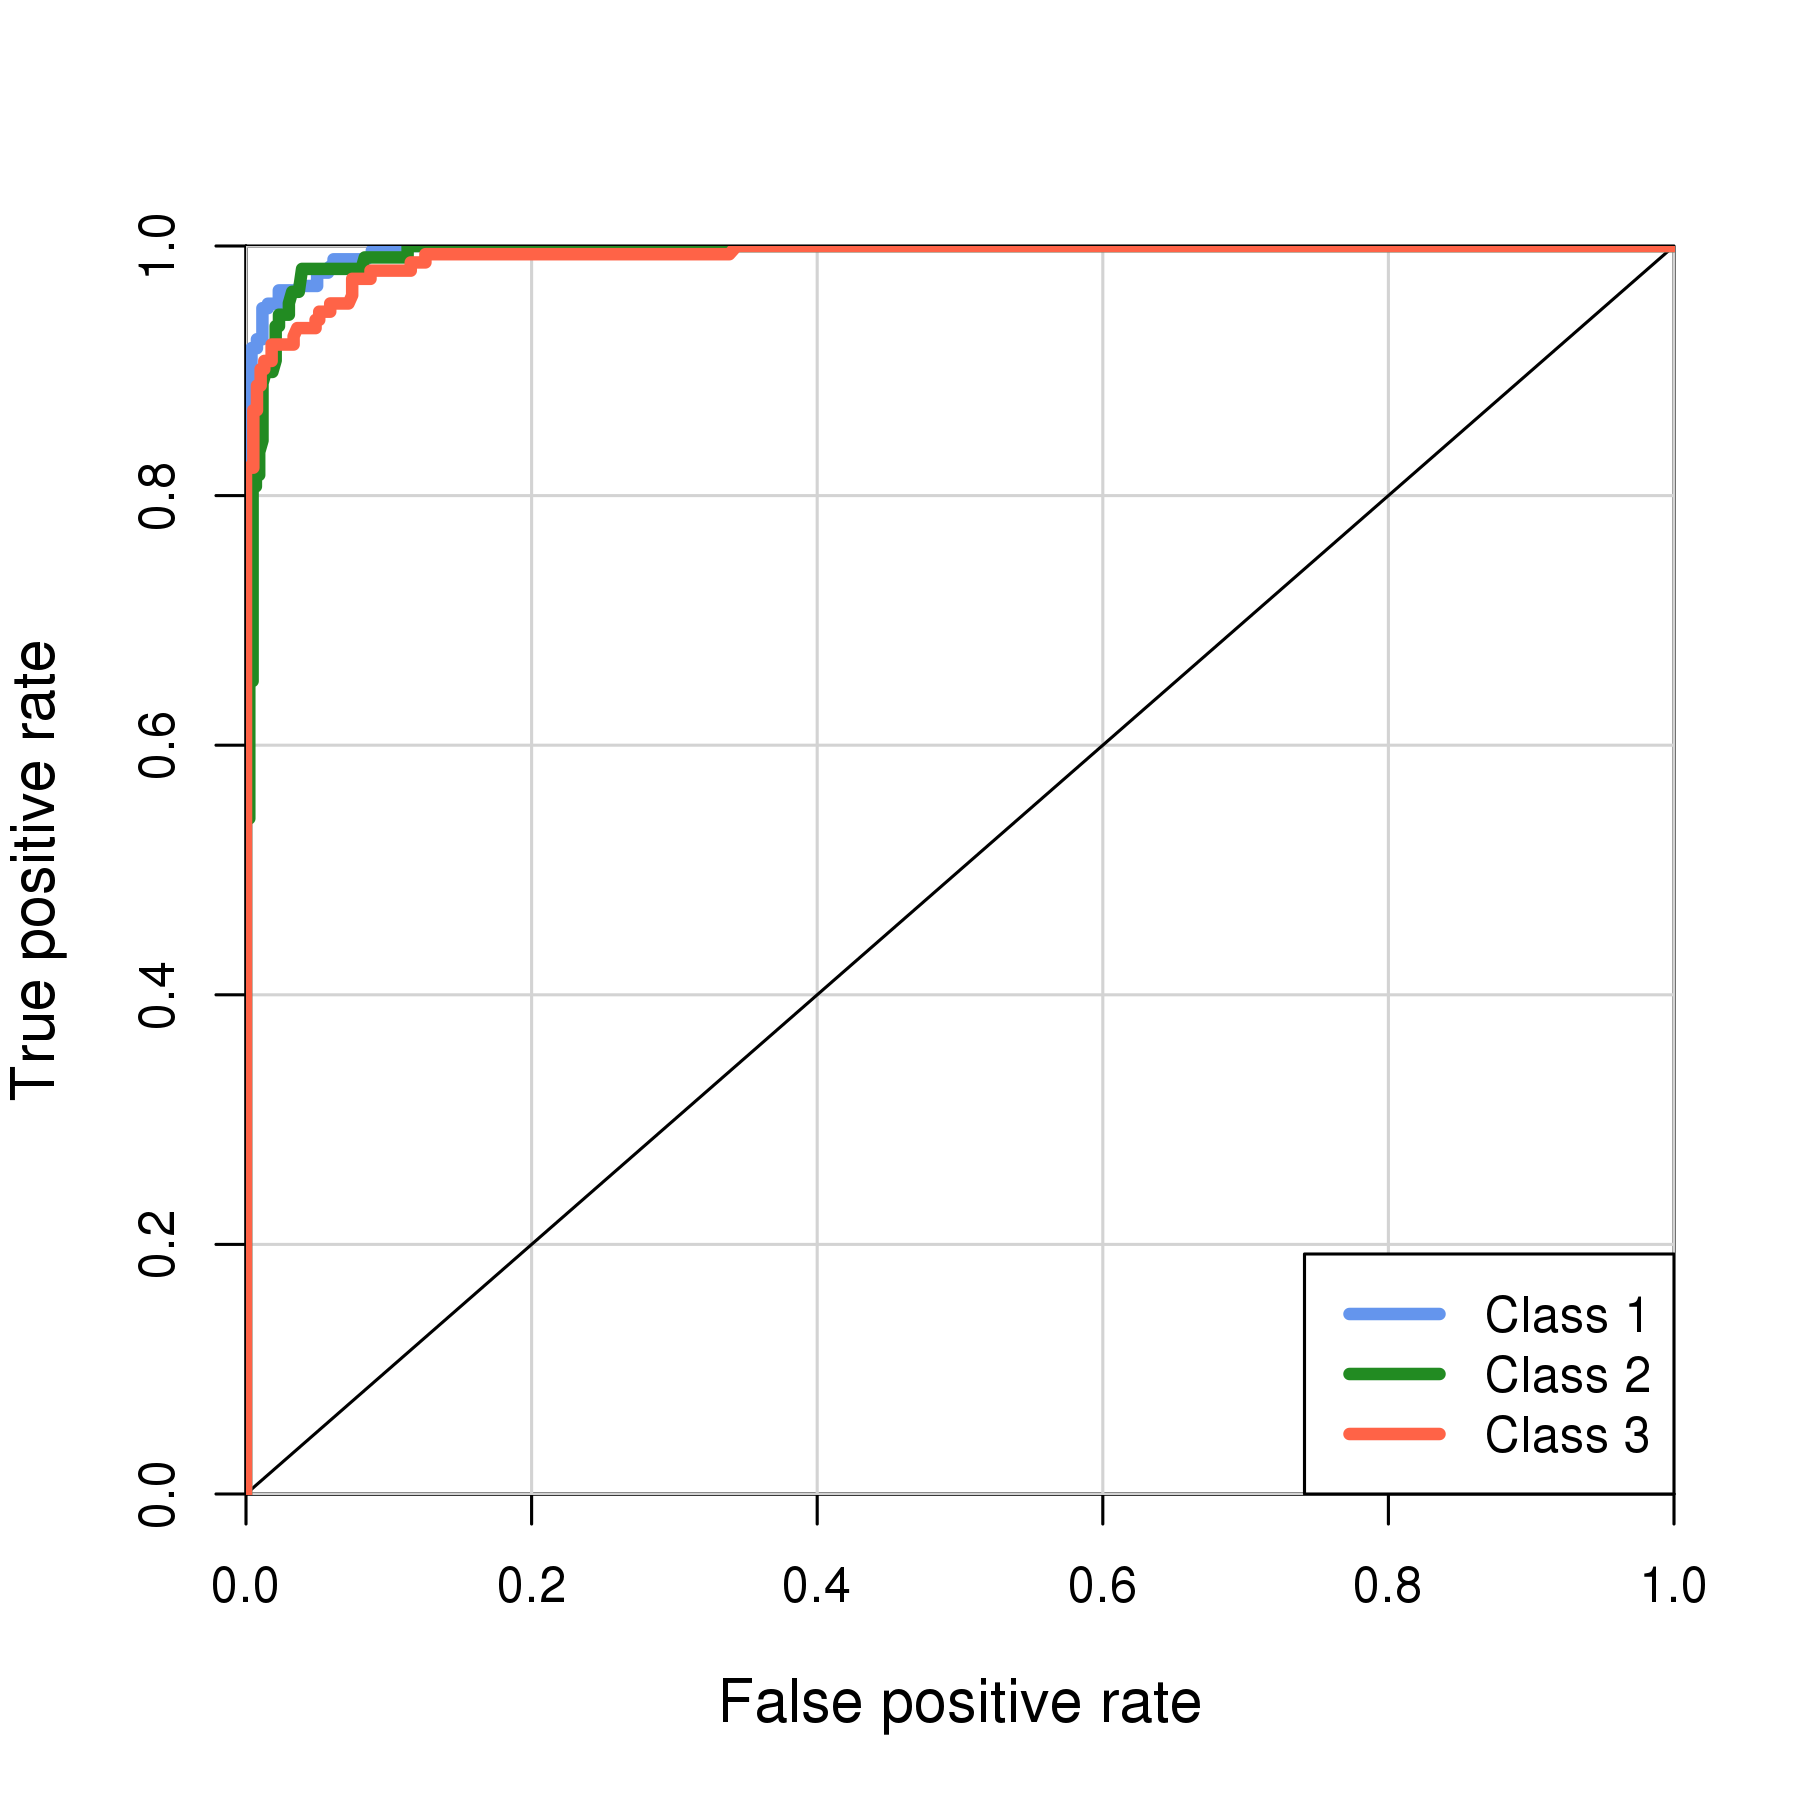 True positive rate
1.0
0.8
0.6
0.4
0.2
0.0
0.0 0.2 0.4 0.6 0.8 1.0
False positive rate
Class 1
Class 2
Class 3